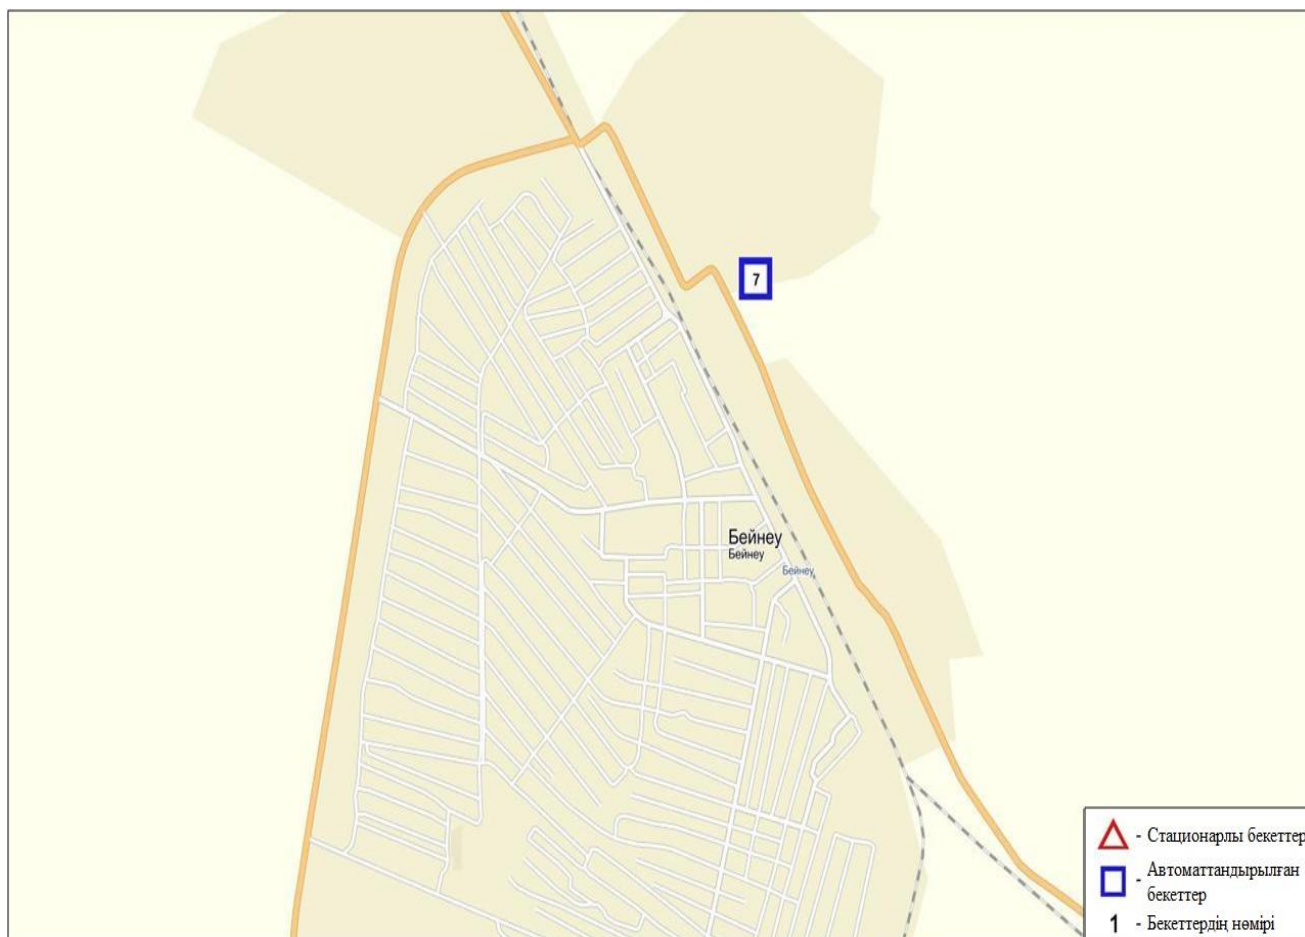 7
Бейнеу
Бейнеу
Бейнеу
- Стационарлы бекеттер
- Автоматтандырылған
бекеттер
1 - Бекеттердің нөмірі